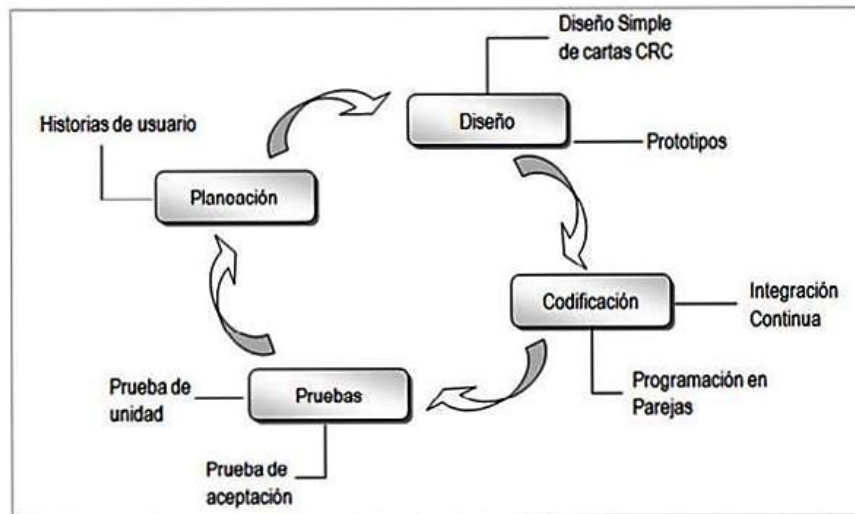 Diseño Simple
de cartas CRC
Diseño
Prototipos
Historias de usuario
Planeación
Codificación
Integración
Continua
Programación en
Parejas
Pruebas
Prueba de
unidad
Prueba de
aceptación